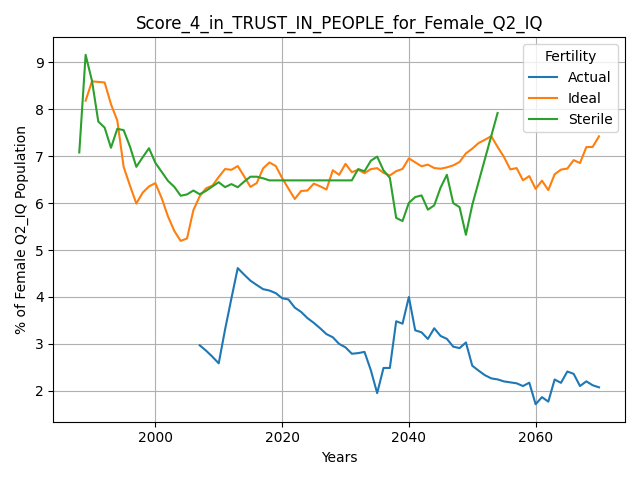 Score_4_in_TRUST_IN_PEOPLE_for_Female_Q2_IQ
% of Female Q2_IQ Population
9
8
7
6
5
4
3
2
Fertility
Actual
Ideal
Sterile
2000 2020 2040 2060
Years